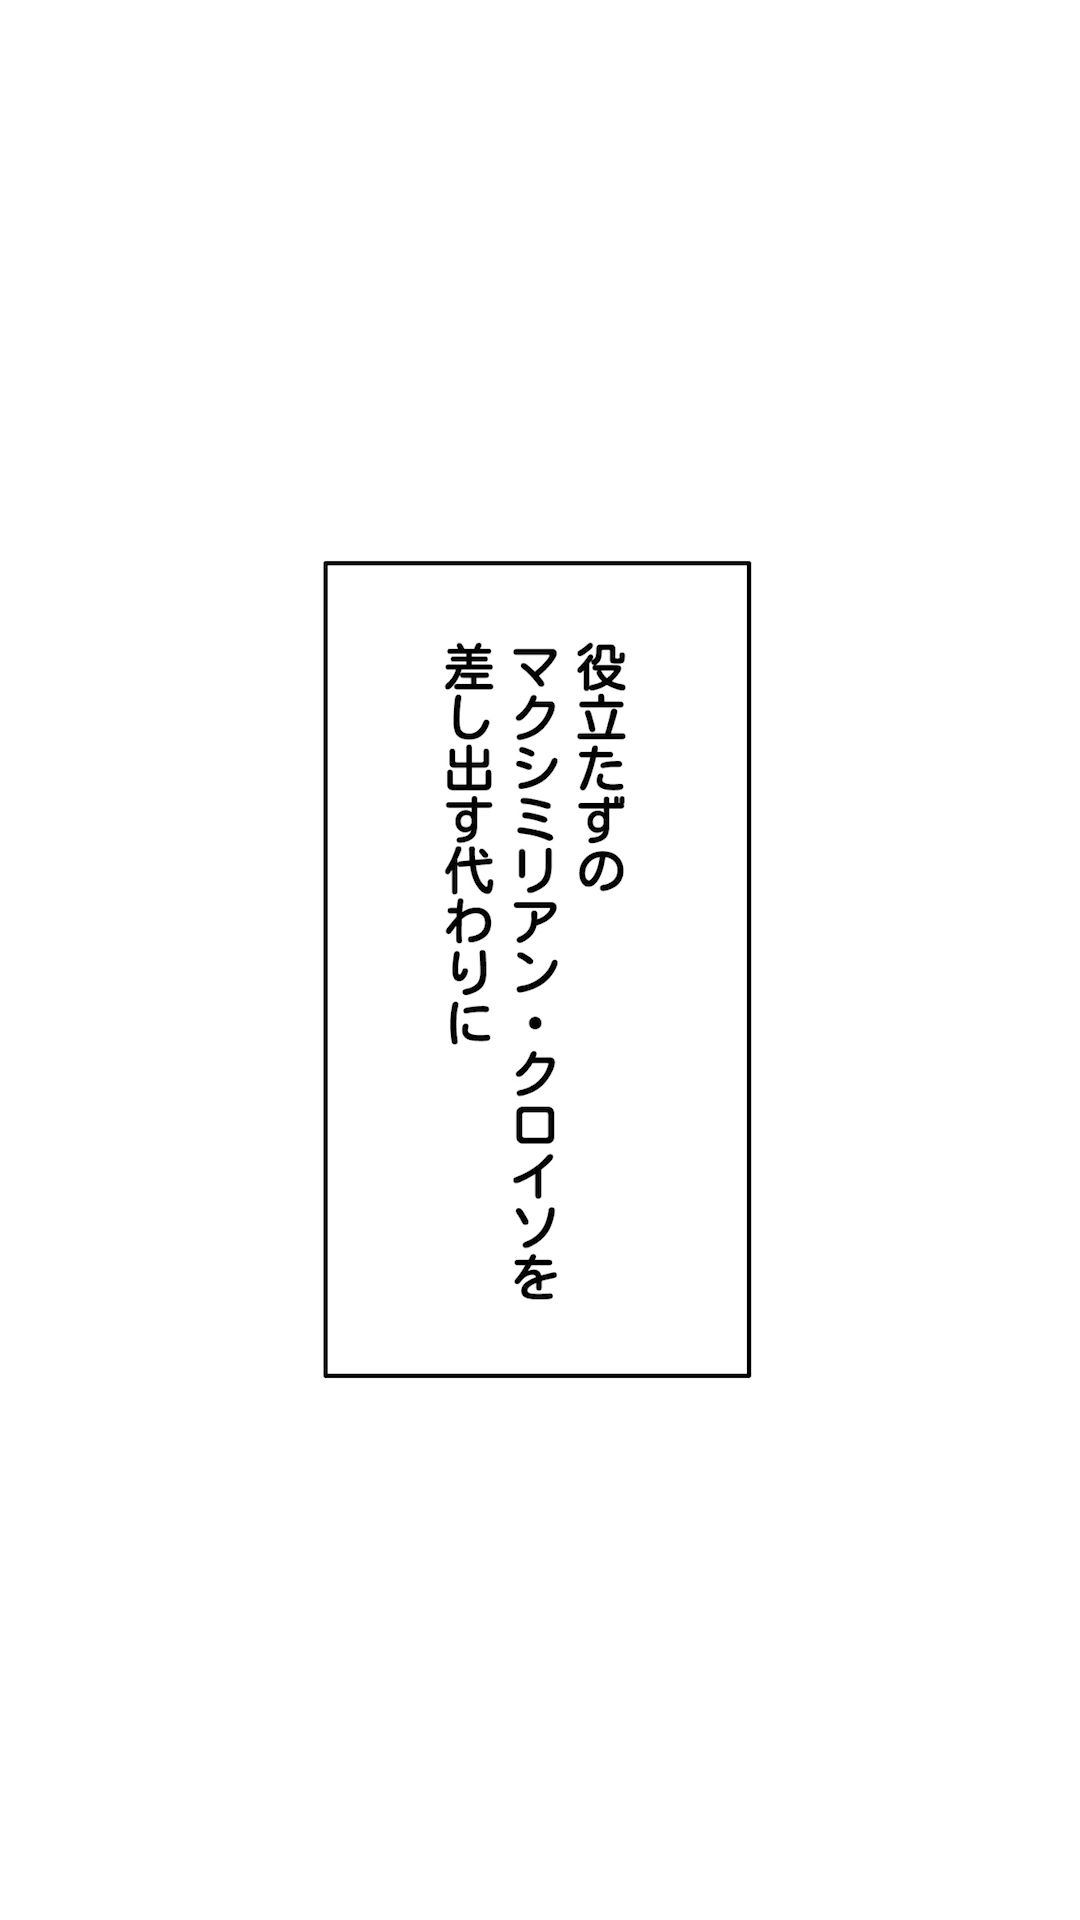 役立たずの
マクシミリアン・クロイソを
差し出す代わりに